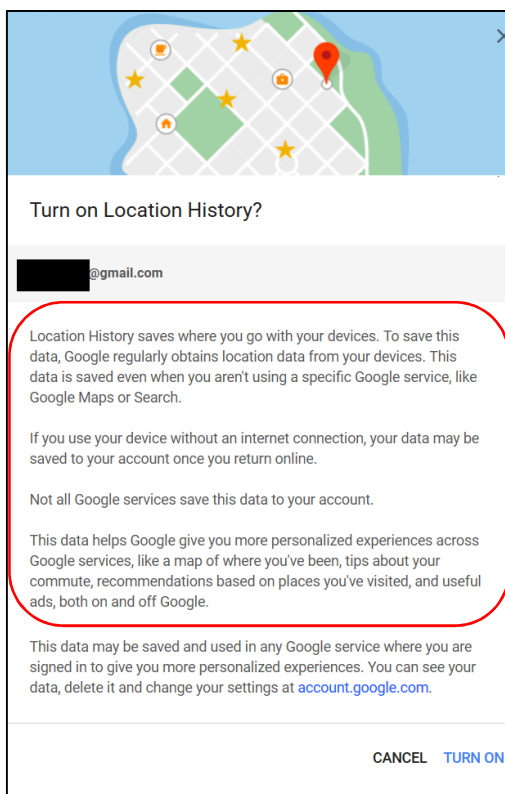 Turn on Location History?
@gmail.com
Location History saves where you go with your devices. To save this
data, Google regularly obtains location data from your devices. This
data is saved even when you aren't using a specific Google service, like
Google Maps or Search.
If you use your device without an internet connection, your data may be
saved to your account once you return online.
Not all Google services save this data to your account.
This data helps Google give you more personalized experiences across
Google services, like a map of where you've been, tips about your
commute, recommendations based on places you've visited, and useful
ads, both on and off Google.
This data may be saved and used in any Google service where you are
signed in to give you more personalized experiences. You can see your
data, delete it and change your settings at account.google.com.
CANCEL TURN ON